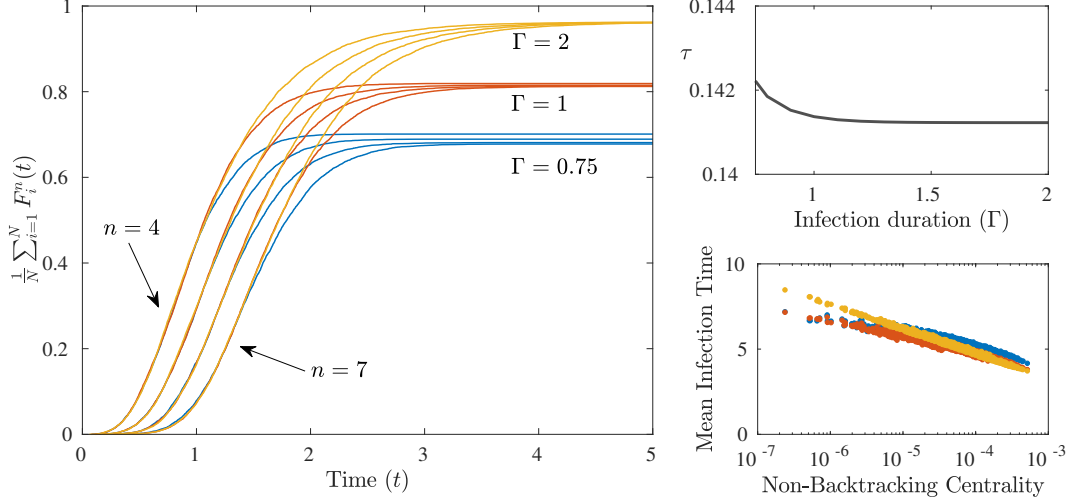 1
0.8
0.6
0.4
0.2
0
0
1
2
3
4
5
Time (t)
1/N ∑_{i=1}^{N} F_i^n(t)
Γ = 2
Γ = 1
Γ = 0.75
n = 4
n = 7
0.144
τ
0.142
0.14
1
1.5
2
Infection duration (Γ)
10
5
0
Mean Infection Time
10^-7
10^-6
10^-5
10^-4
10^-3
Non-Backtracking Centrality